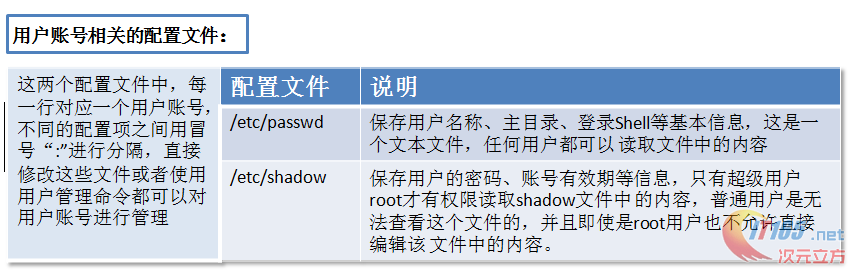 用户账号相关的配置文件：
这两个配置文件中，每
一行对应一个用户账号，
不同的配置项之间用冒
号“:”进行分隔，直接
修改这些文件或者使用
用户管理命令都可以对
用户账号进行管理
配置文件
说明
/etc/passwd
保存用户名称、主目录、登录Shell等基本信息，这是一
个文本文件，任何用户都可以 读取文件中的内容
/etc/shadow
保存用户的密码、账号有效期等信息，只有超级用户
root才有权限读取shadow文件中的内容，普通用户是无
法查看这个文件的，并且即使是root用户也不允许直接
编辑该 文件中的内容。
.net
次元立方